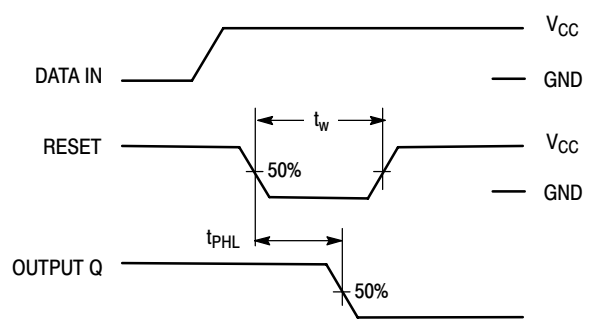 V_CC
DATA IN
GND
t_w
RESET
V_CC
50%
GND
t_PHL
OUTPUT Q
50%